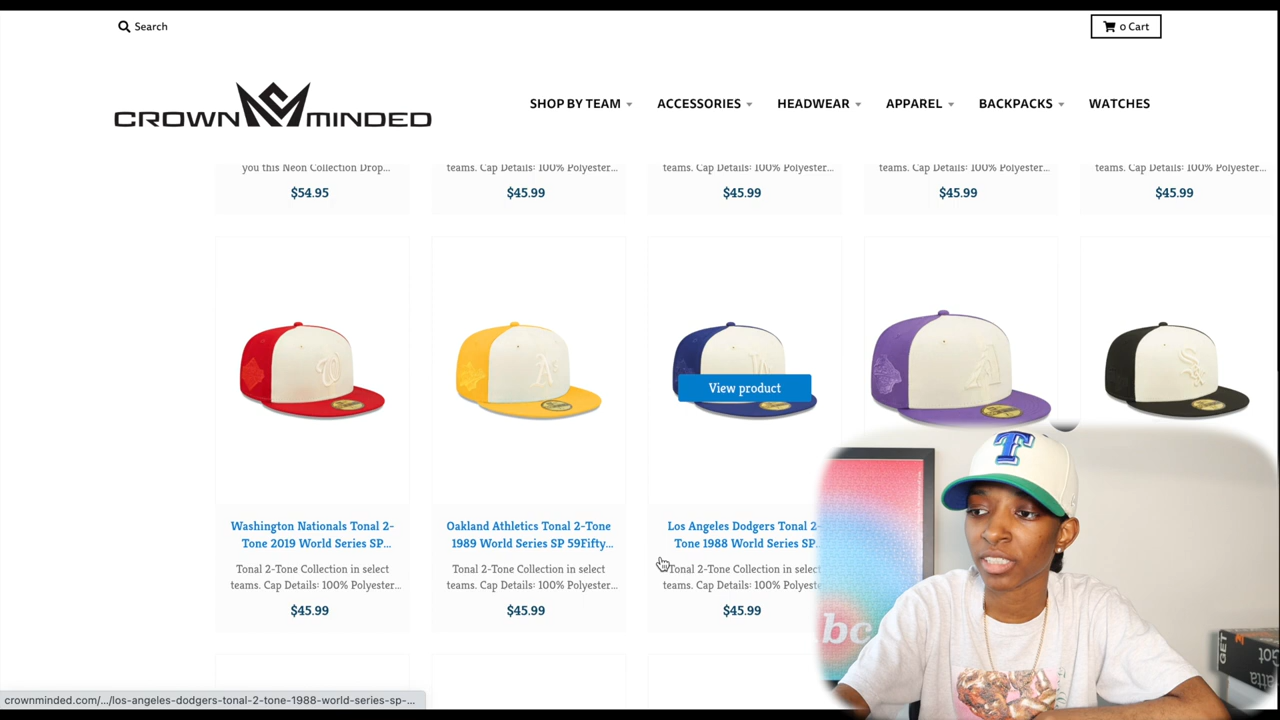 Search
0 Cart
CROWN MINDED
SHOP BY TEAM
ACCESSORIES
HEADWEAR
APPAREL
BACKPACKS
WATCHES
you this Neon Collection Drop...
teams. Cap Details: 100% Polyester...
teams. Cap Details: 100% Polyester...
teams. Cap Details: 100% Polyester...
teams. Cap Details: 100% Polyester...
$54.95
$45.99
$45.99
$45.99
$45.99
View product
Washington Nationals Tonal 2-
Tone 2019 World Series SP...
Tonal 2-Tone Collection in select
teams. Cap Details: 100% Polyester...
$45.99
Oakland Athletics Tonal 2-Tone
1989 World Series SP 59Fifty...
Tonal 2-Tone Collection in select
teams. Cap Details: 100% Polyester...
$45.99
Los Angeles Dodgers Tonal 2-
Tone 1988 World Series SP...
Tonal 2-Tone Collection in select
teams. Cap Details: 100% Polyester
$45.99
T
bc
GET
crownminded.com/.../los-angeles-dodgers-tonal-2-tone-1988-world-series-sp-...